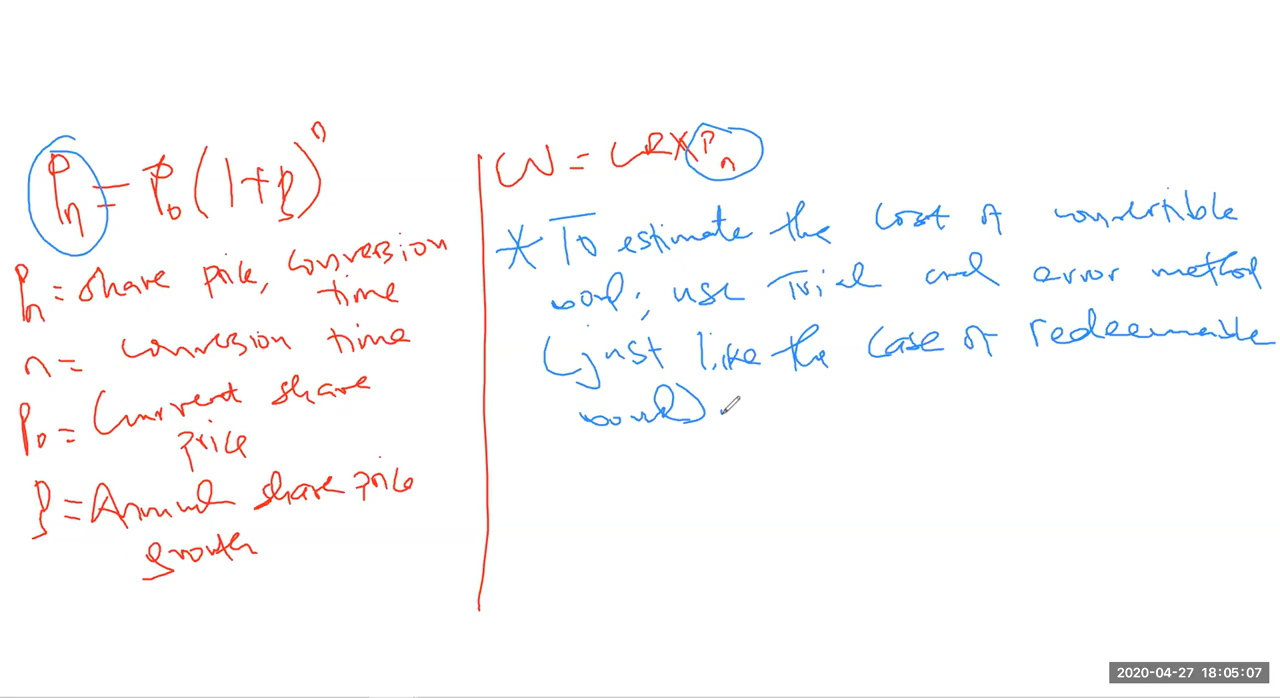 Pn = P0 (1+g)^n
Pn = share price, conversion
time
n = conversion time
P0 = Current share
price
g = Annual share price
growth
CV = CR X Pn
* To estimate the cost of convertible
bond, use Trial and error method
(just like the case of redeemable
bond)
2020-04-27 18:05:07